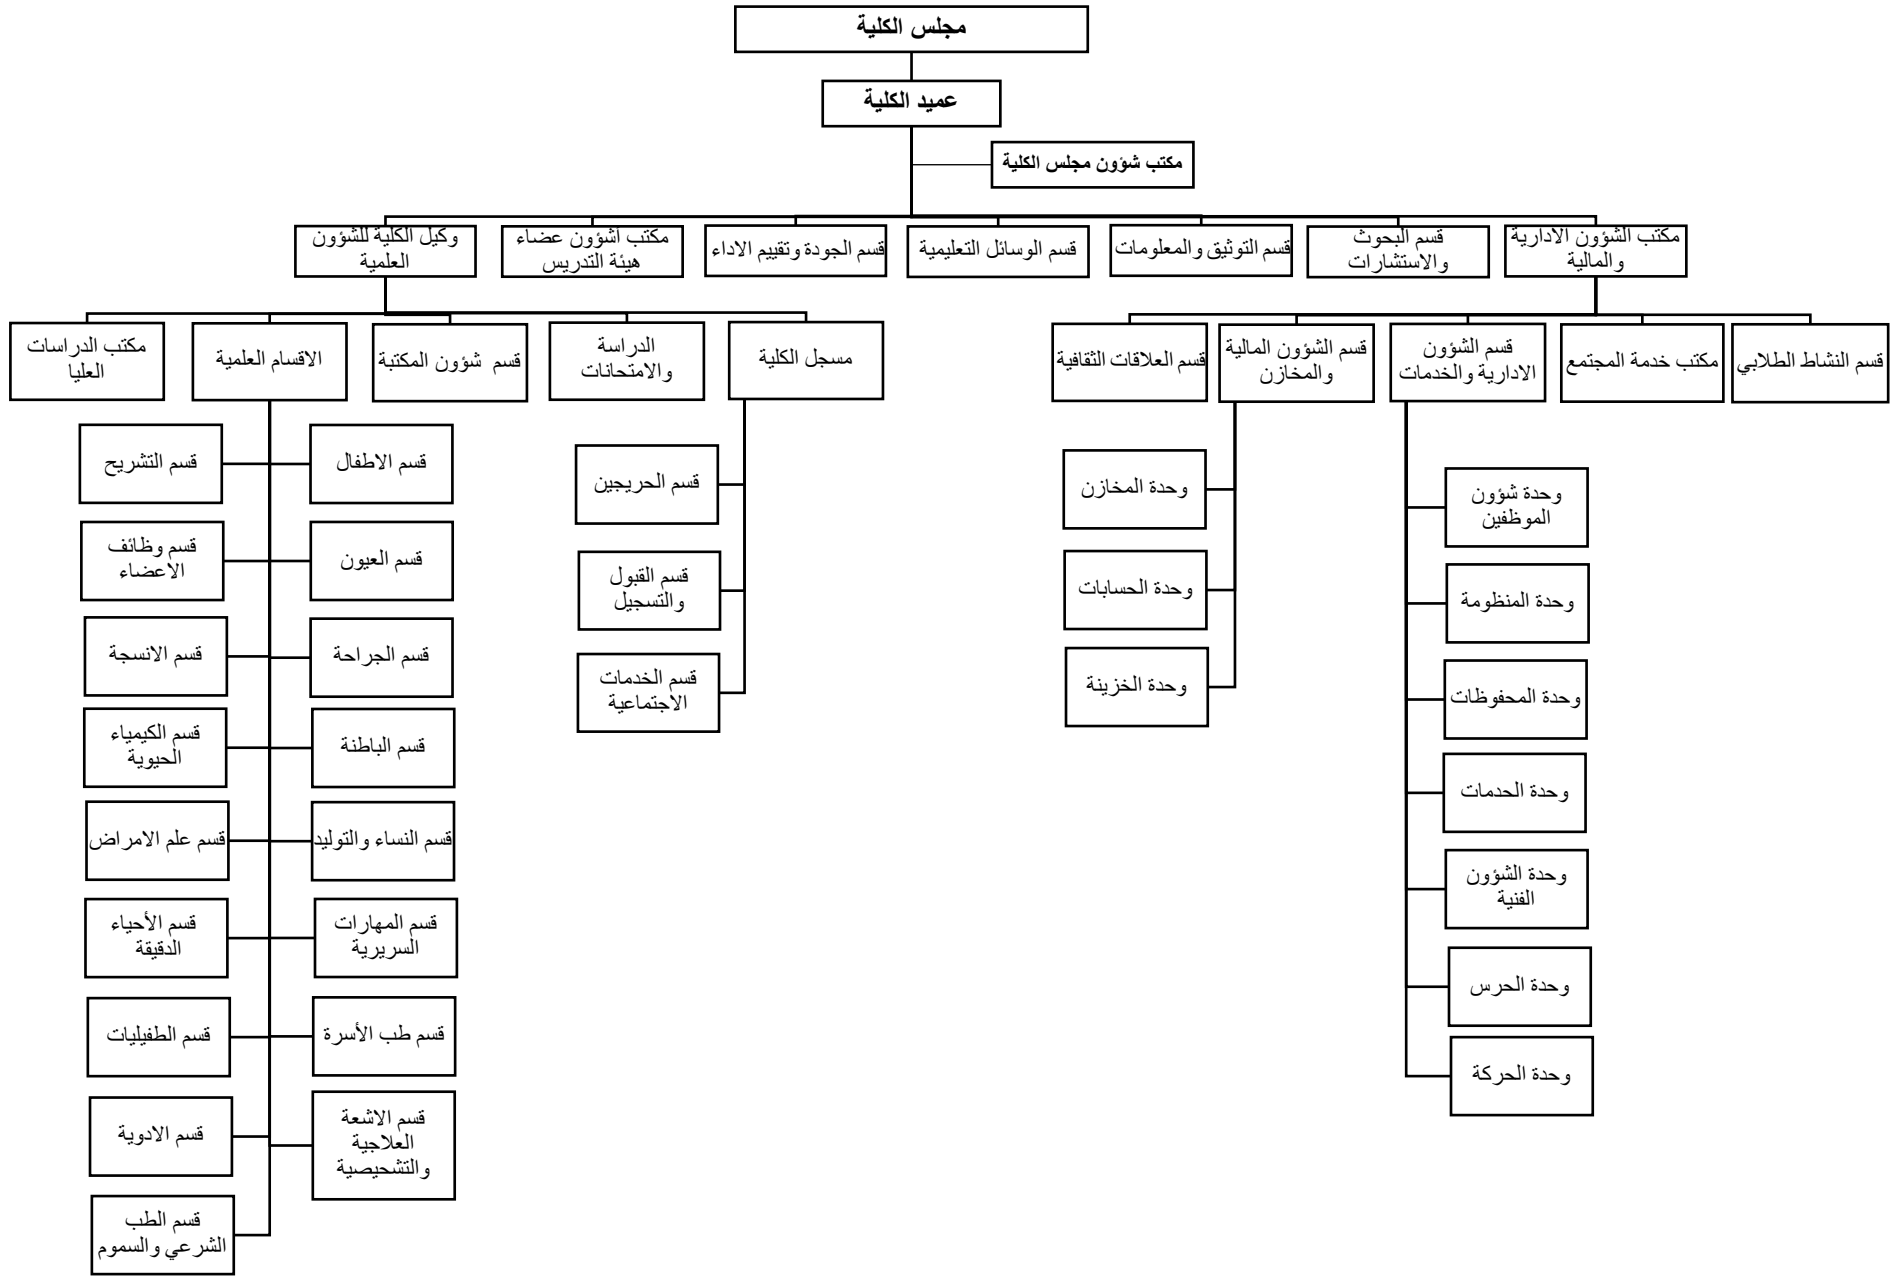 مجلس الكلية
عميد الكلية
مكتب شؤون مجلس الكلية
مكتب الشؤون الادارية
والمالية
قسم البحوث
والاستشارات
قسم التوثيق والمعلومات
قسم الوسائل التعليمية
قسم الجودة وتقييم الاداء
مكتب أشؤون عضاء
هيئة التدريس
وكيل الكلية للشؤون
العلمية
قسم النشاط الطلابي
مكتب خدمة المجتمع
قسم الشؤون
الادارية والخدمات
قسم الشؤون المالية
والمخازن
قسم العلاقات الثقافية
مسجل الكلية
الدراسة
والامتحانات
قسم شؤون المكتبة
الاقسام العلمية
مكتب الدراسات
العليا
وحدة شؤون
الموظفين
وحدة المنظومة
وحدة المحفوظات
وحدة الحدمات
وحدة الشؤون
الفنية
وحدة الحرس
وحدة الحركة
وحدة المخازن
وحدة الحسابات
وحدة الخزينة
قسم الحريجين
قسم القبول
والتسجيل
قسم الخدمات
الاجتماعية
قسم الاطفال
قسم العيون
قسم الجراحة
قسم الباطنة
قسم النساء والتوليد
قسم المهارات
السريرية
قسم طب الأسرة
قسم الاشعة
العلاجية
والتشحيصية
قسم التشريح
قسم وظائف
الاعضاء
قسم الانسجة
قسم الكيمياء
الحيوية
قسم علم الامراض
قسم الأحياء
الدقيقة
قسم الطفيليات
قسم الادوية
قسم الطب
الشرعي والسموم